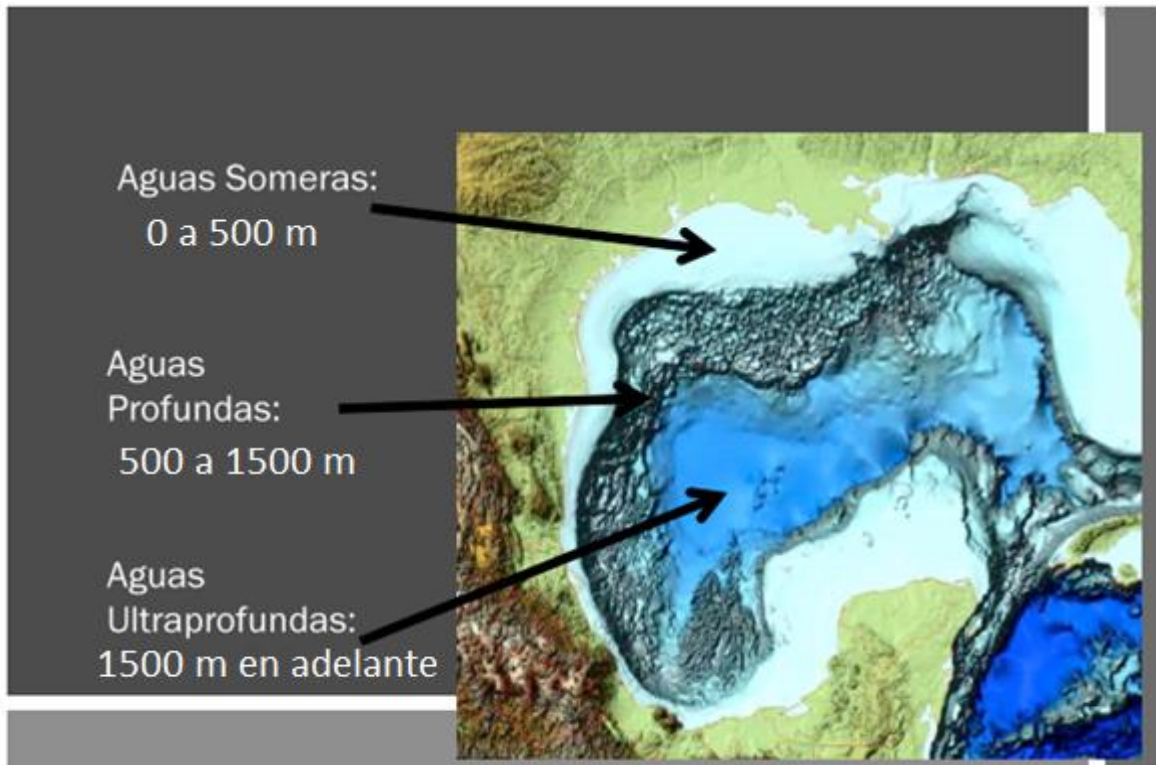 Aguas Someras:
0 a 500 m
Aguas
Profundas:
500 a 1500 m
Aguas
Ultraprofundas:
1500 m en adelante